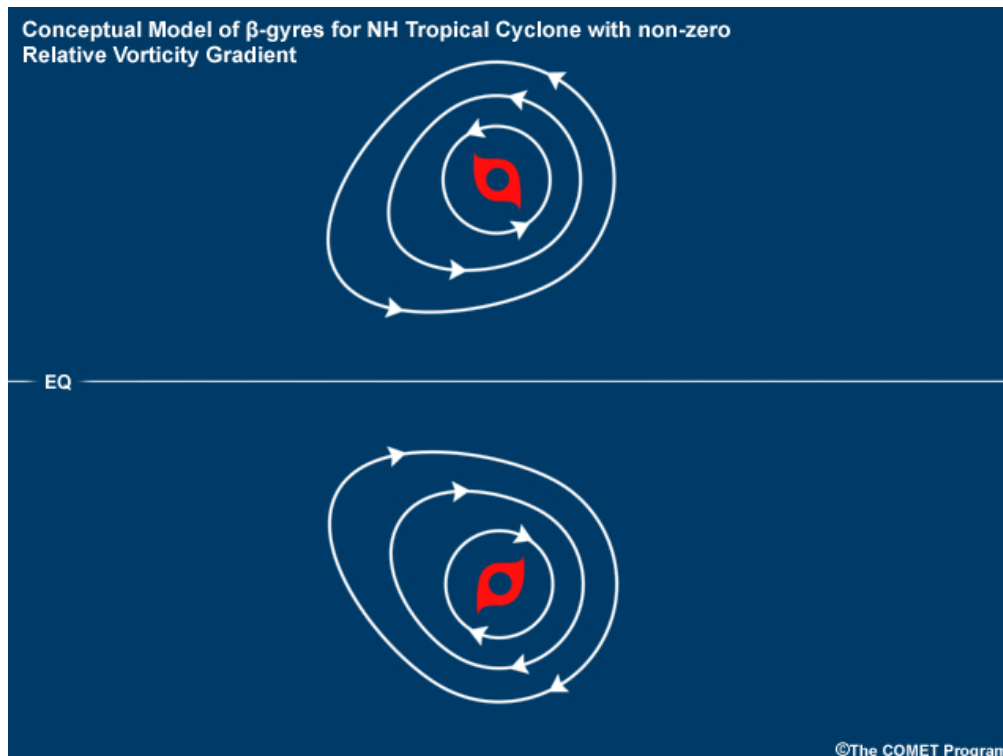 Conceptual Model of β-gyres for NH Tropical Cyclone with non-zero
Relative Vorticity Gradient
EQ
©The COMET Program